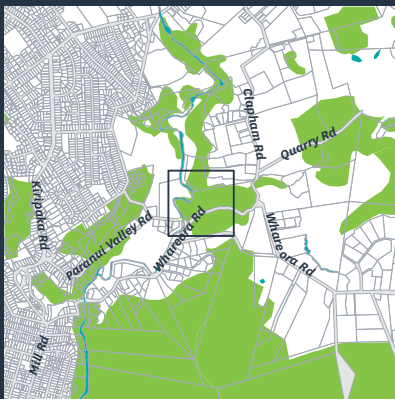 Clapham Rd
Quarry Rd
Kiripaka Rd
Paranui Valley Rd
Whareora Rd
Whareora Rd
Mill Rd